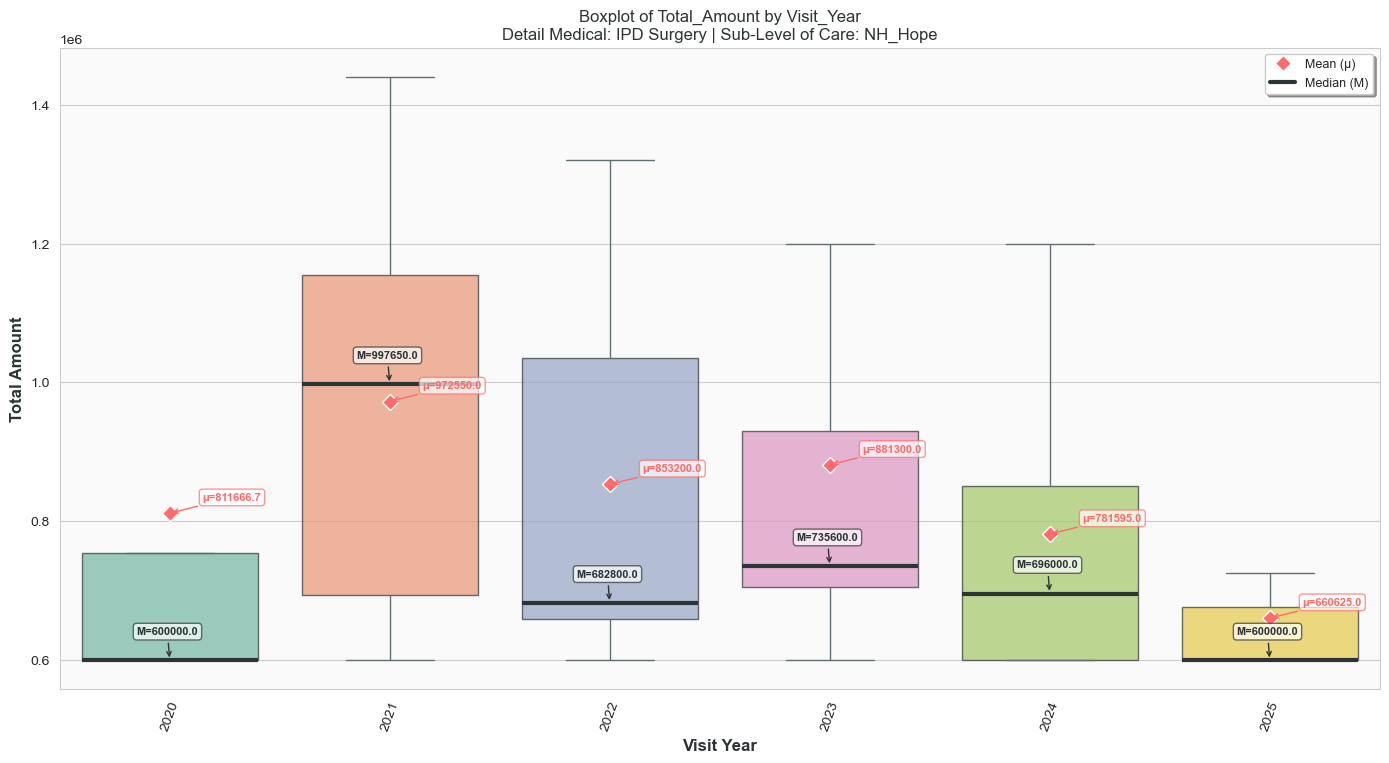 Boxplot of Total_Amount by Visit_Year
Detail Medical: IPD Surgery | Sub-Level of Care: NH_Hope
1e6
Mean (μ)
Median (M)
1.4
1.2
1.0
0.8
0.6
Total Amount
M=997650.0
μ=972550.0
μ=853200.0
μ=881300.0
μ=811666.7
μ=781595.0
M=735600.0
M=682800.0
M=696000.0
M=600000.0
μ=660625.0
M=600000.0
2020
2021
2022
2023
2024
2025
Visit Year